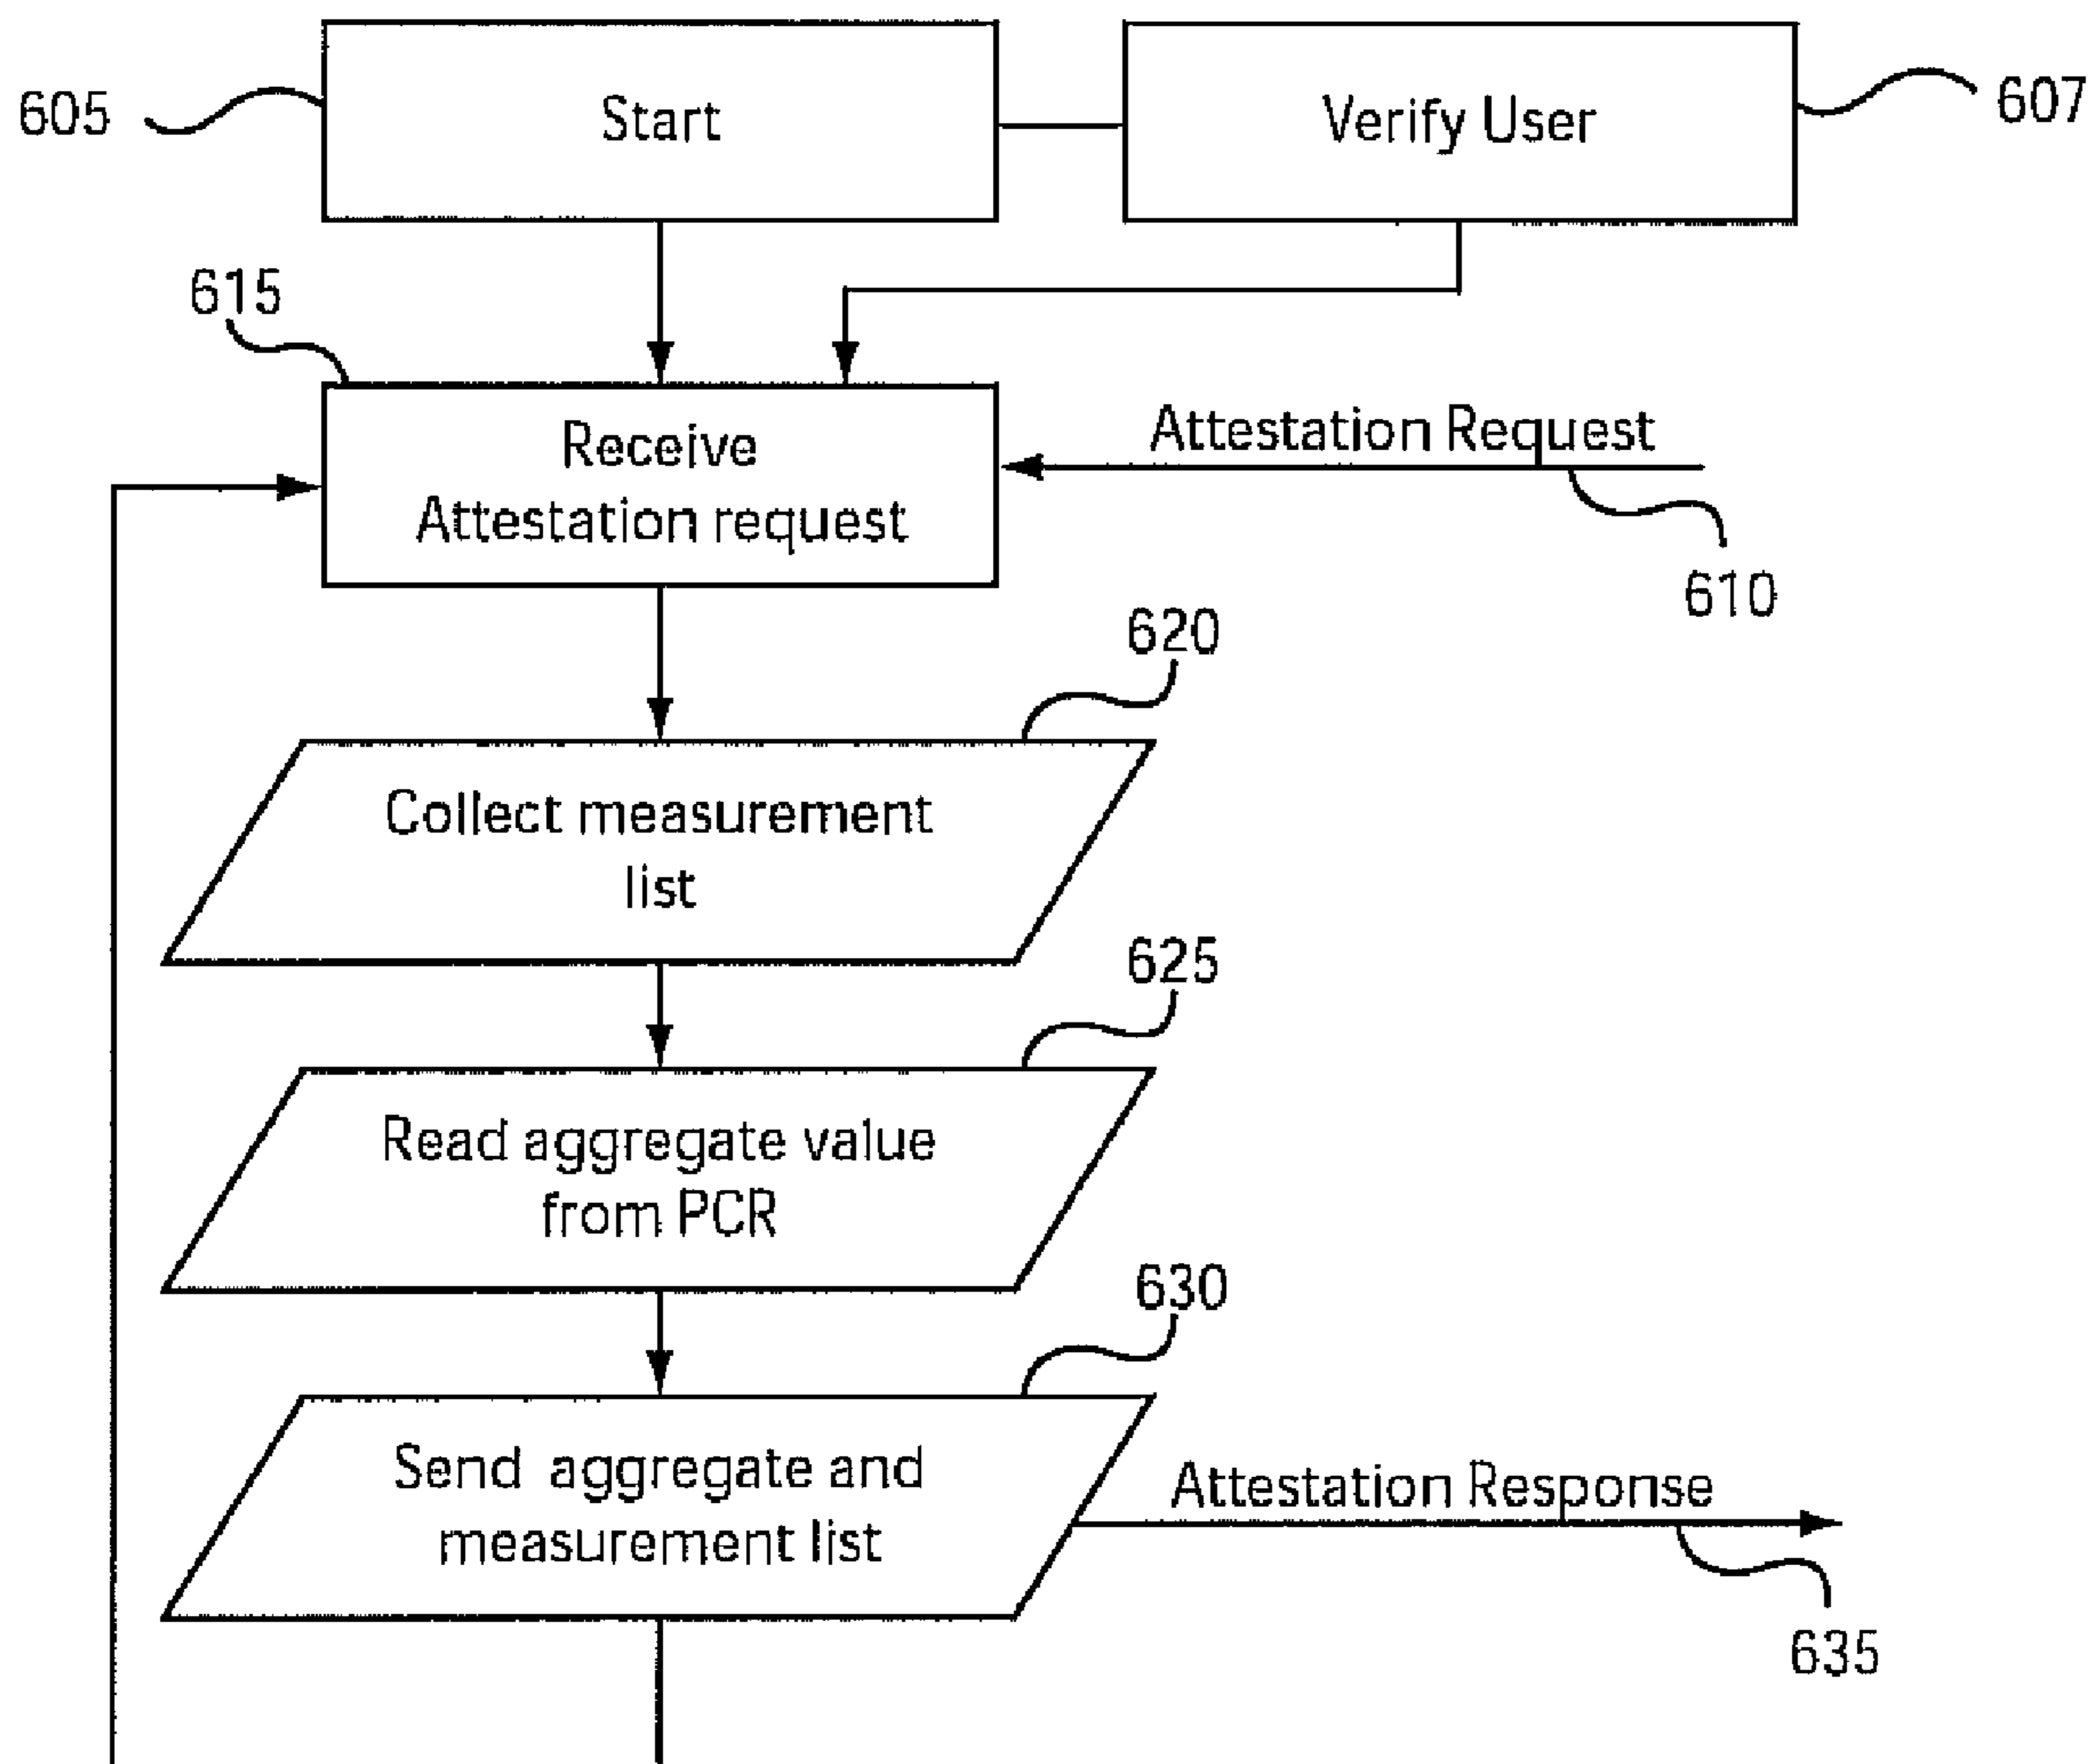 605
Start
Verify User
607
615
Receive
Attestation request
Attestation Request
610
620
Collect measurement
list
625
Read aggregate value
from PCR
630
Send aggregate and
measurement list
Attestation Response
635